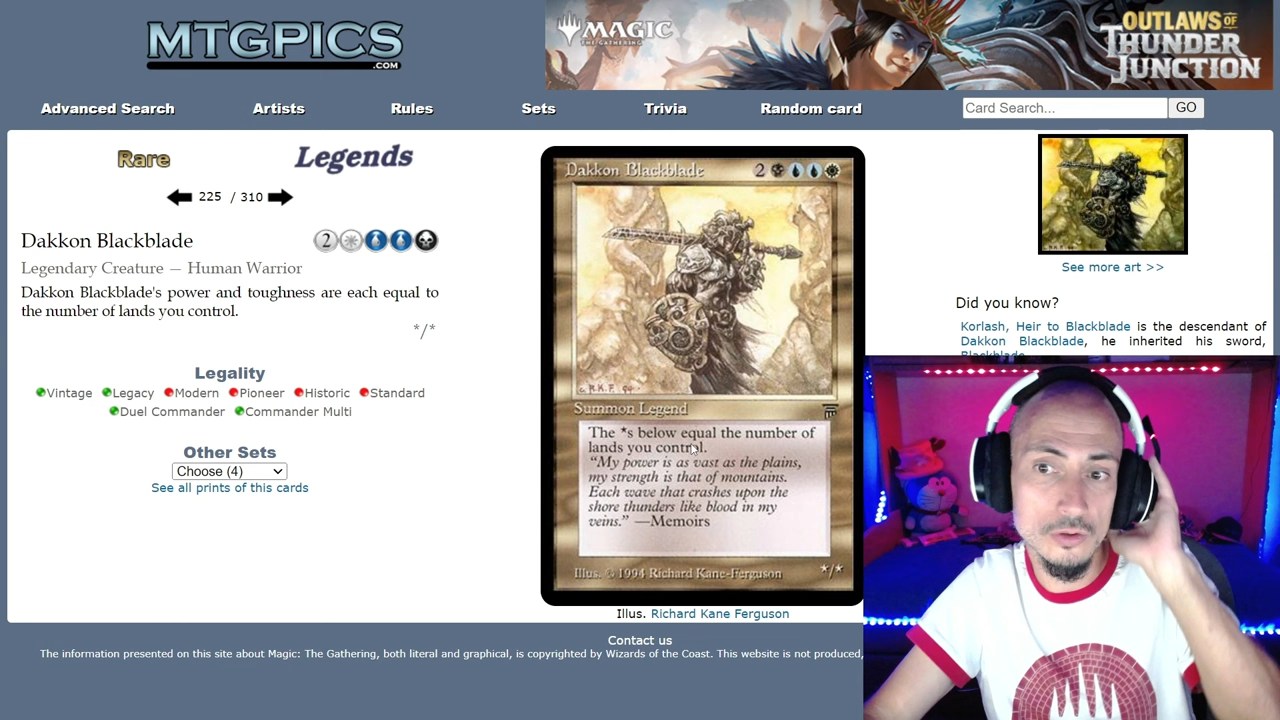 MTGPICS
.COM
MAGIC
THE GATHERING
OUTLAWS OF
THUNDER
JUNCTION
Advanced Search
Artists
Rules
Sets
Trivia
Random card
Card Search...
GO
Rare
Legends
225 / 310
Dakkon Blackblade
2
Legendary Creature — Human Warrior
Dakkon Blackblade's power and toughness are each equal to
the number of lands you control.
*/*
Legality
Vintage
Legacy
Modern
Pioneer
Historic
Standard
Duel Commander
Commander Multi
Other Sets
Choose (4)
See all prints of this cards
Dakkon Blackblade
2
Summon Legend
The *s below equal the number of
lands you control.
“My power is as vast as the plains,
my strength is that of mountains.
Each wave that crashes upon the
shore thunders like blood in my
veins.” —Memoirs
Illus. © 1994 Richard Kane-Ferguson
*/*
Illus. Richard Kane Ferguson
See more art >>
Did you know?
Korlash, Heir to Blackblade is the descendant of
Dakkon Blackblade, he inherited his sword,
Blackblade
Contact us
The information presented on this site about Magic: The Gathering, both literal and graphical, is copyrighted by Wizards of the Coast. This website is not produced,